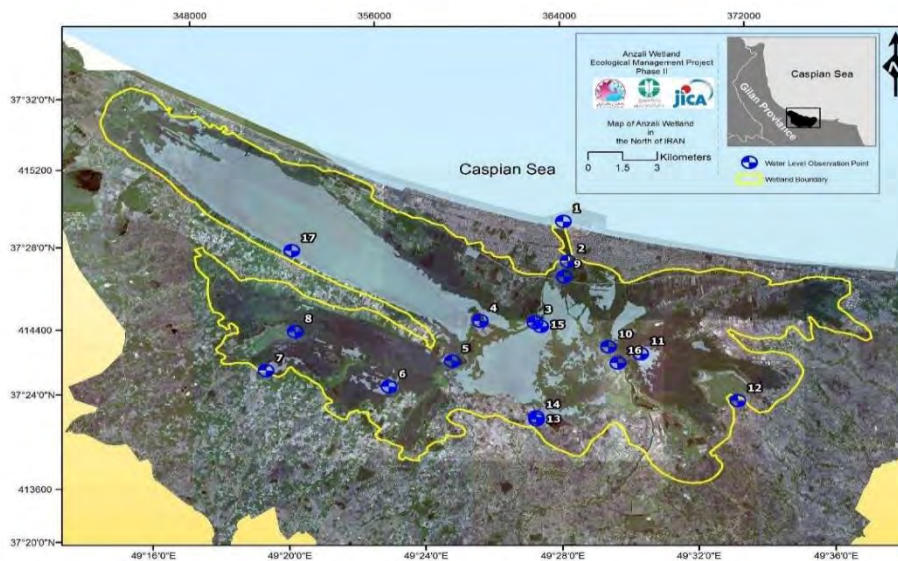 348000 356000 364000 372000
Anzali Wetland
Ecological Management Project
Phase II
jICA
Map of Anzali Wetland
in
the North of IRAN
Kilometers
0 1.5 3
Caspian Sea
Gilan Proviance
Water Level Observation Point
Wetland Boundary
37°32'0"N
415200
Caspian Sea
1
37°28'0"N
17
2
9
414400
8
4
3
15
5
10
11
16
7
6
37°24'0"N
12
14
13
413600
37°20'0"N
49°16'0"E 49°20'0"E 49°24'0"E 49°28'0"E 49°32'0"E 49°36'0"E